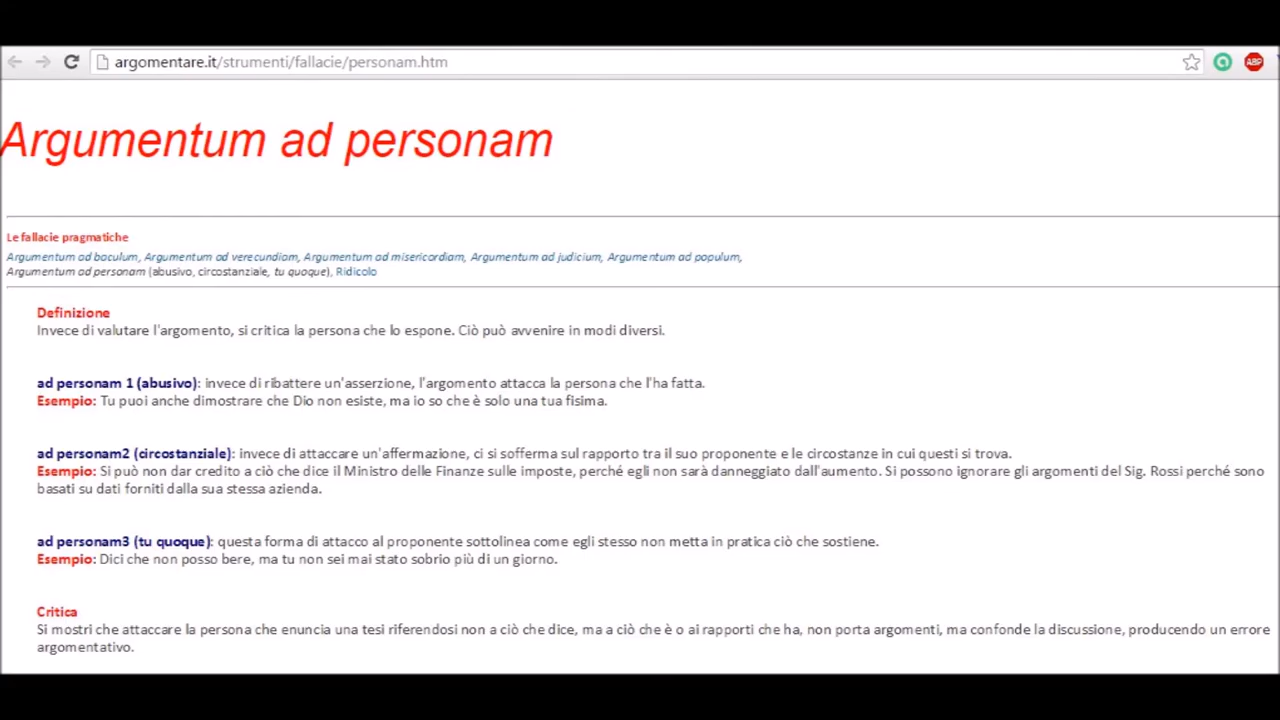 argomentare.it/strumenti/fallacie/personam.htm
ABP
Argumentum ad personam
Le fallacie pragmatiche
Argumentum ad baculum, Argumentum ad verecundiam, Argumentum ad misericordiam, Argumentum ad judicium, Argumentum ad populum,
Argumentum ad personam (abusivo, circostanziale, tu quoque), Ridicolo
Definizione
Invece di valutare l'argomento, si critica la persona che lo espone. Ciò può avvenire in modi diversi.
ad personam 1 (abusivo): invece di ribattere un'asserzione, l'argomento attacca la persona che l'ha fatta.
Esempio: Tu puoi anche dimostrare che Dio non esiste, ma io so che è solo una tua fisima.
ad personam2 (circostanziale): invece di attaccare un'affermazione, ci si sofferma sul rapporto tra il suo proponente e le circostanze in cui questi si trova.
Esempio: Si può non dar credito a ciò che dice il Ministro delle Finanze sulle imposte, perché egli non sarà danneggiato dall'aumento. Si possono ignorare gli argomenti del Sig. Rossi perché sono
basati su dati forniti dalla sua stessa azienda.
ad personam3 (tu quoque): questa forma di attacco al proponente sottolinea come egli stesso non metta in pratica ciò che sostiene.
Esempio: Dici che non posso bere, ma tu non sei mai stato sobrio più di un giorno.
Critica
Si mostri che attaccare la persona che enuncia una tesi riferendosi non a ciò che dice, ma a ciò che è o ai rapporti che ha, non porta argomenti, ma confonde la discussione, producendo un errore
argomentativo.